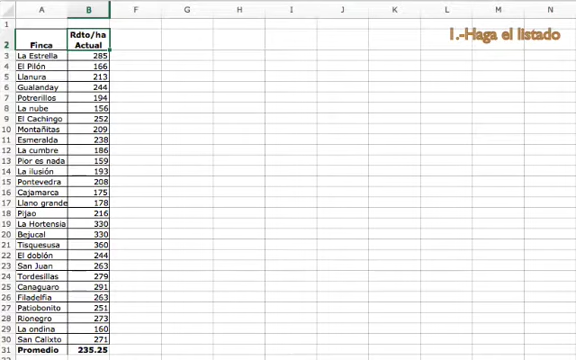 A B F G H I J K L M N
1
1.-Haga el listado
2 Finca Rdto/ha Actual
3 La Estrella 285
4 El Pilón 166
5 Llanura 213
6 Gualanday 244
7 Potrerillos 194
8 La nube 156
9 El Cachingo 252
10 Montañitas 209
11 Esmeralda 238
12 La cumbre 186
13 Pior es nada 159
14 La ilusión 193
15 Pontevedra 208
16 Cajamarca 175
17 Llano grande 178
18 Pijao 216
19 La Hortensia 330
20 Bejucal 330
21 Tisquesusa 360
22 El doblón 244
23 San Juan 263
24 Tordesillas 279
25 Canaguaro 291
26 Filadelfia 263
27 Patiobonito 251
28 Rionegro 273
29 La ondina 160
30 San Calixto 271
31 Promedio 235.25